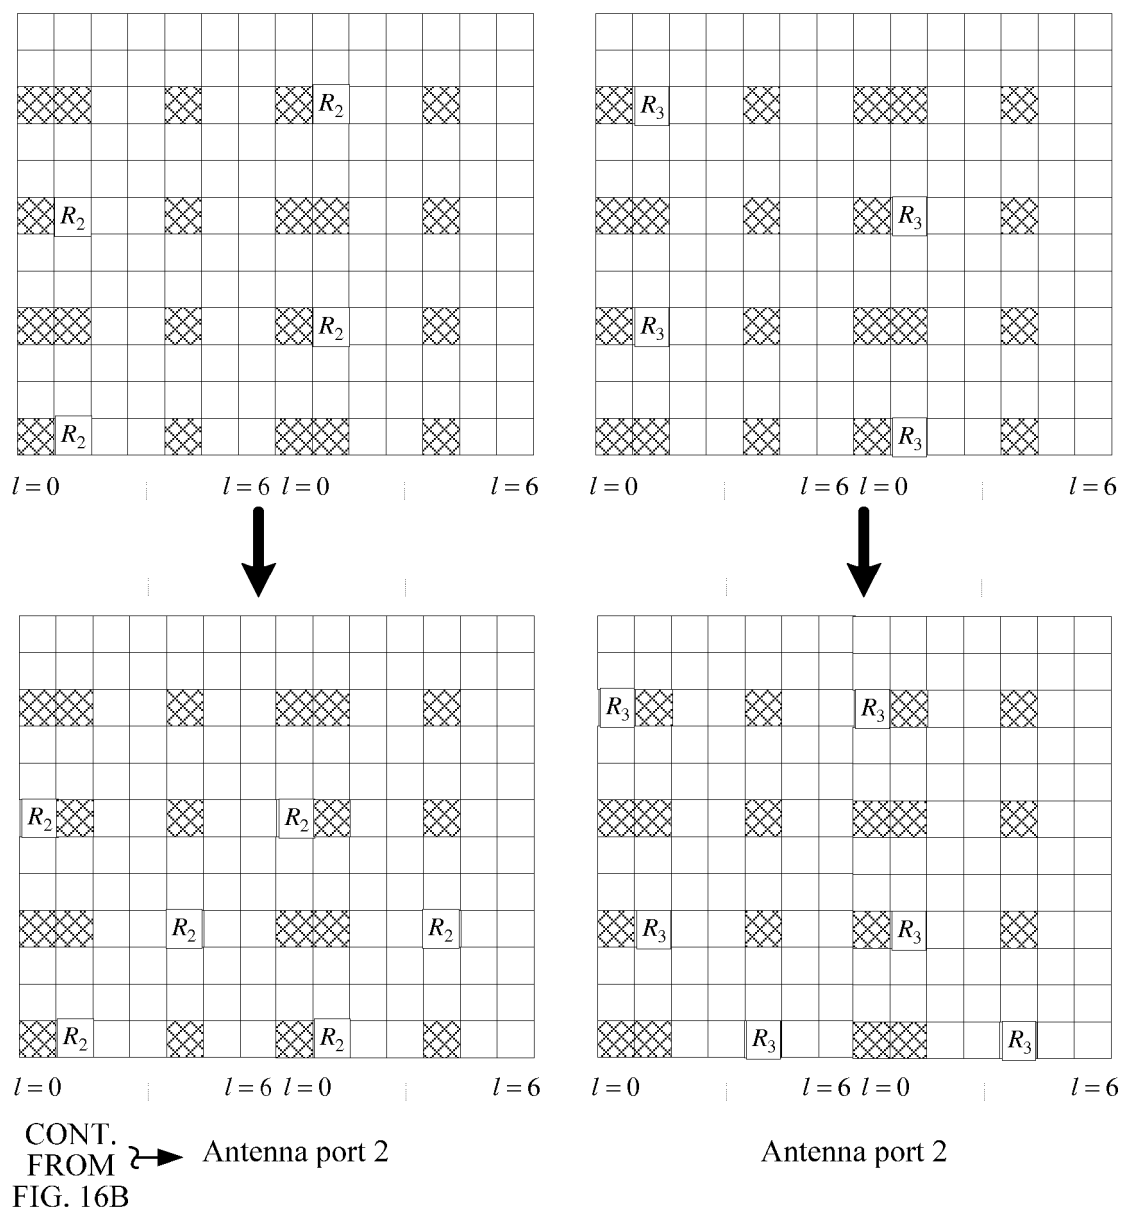 R2 R3
R2 R3
R2 R3
R2 R3
l = 0 l = 6 l = 0 l = 6 l = 0 l = 6 l = 0 l = 6
R3 R3
R2 R2
R2 R2 R3 R3
R2 R2 R3 R3
l = 0 l = 6 l = 0 l = 6 l = 0 l = 6 l = 0 l = 6
CONT.
FROM
FIG. 16B
Antenna port 2 Antenna port 2